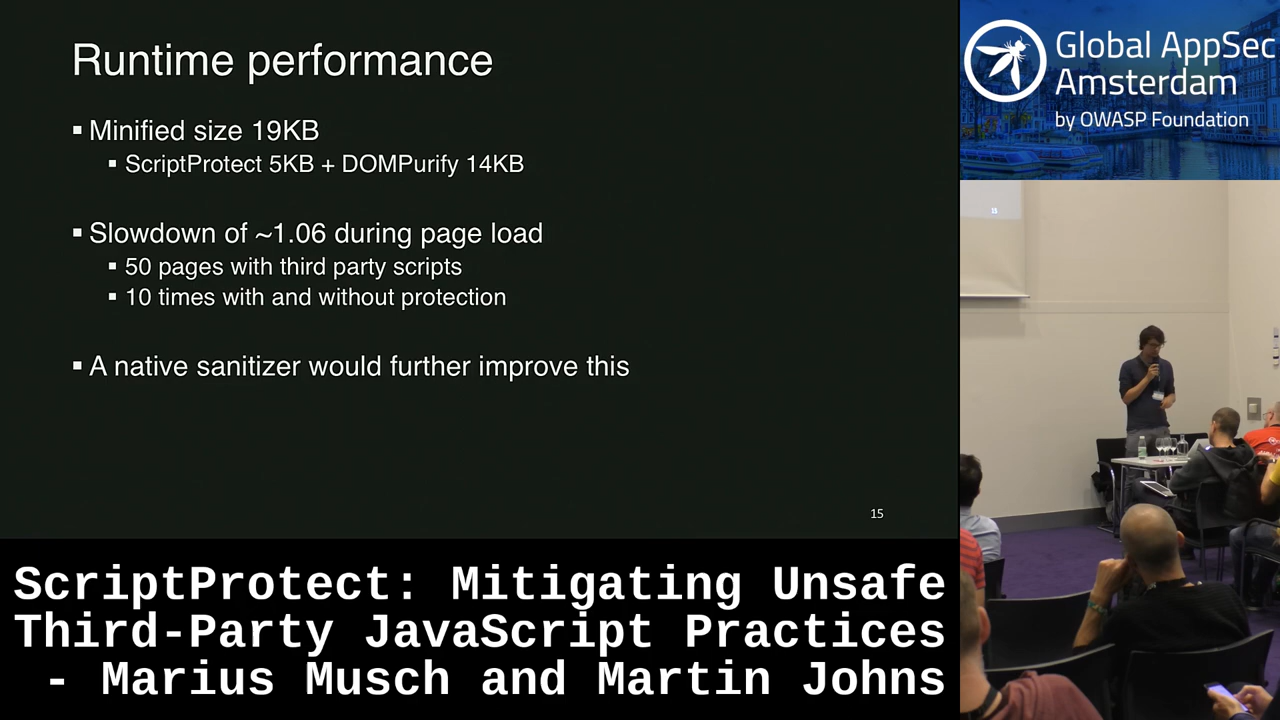 Runtime performance
▪ Minified size 19KB
▪ ScriptProtect 5KB + DOMPurify 14KB
▪ Slowdown of ~1.06 during page load
▪ 50 pages with third party scripts
▪ 10 times with and without protection
▪ A native sanitizer would further improve this
15
ScriptProtect: Mitigating Unsafe
Third-Party JavaScript Practices
- Marius Musch and Martin Johns
Global AppSec
Amsterdam
by OWASP Foundation
15